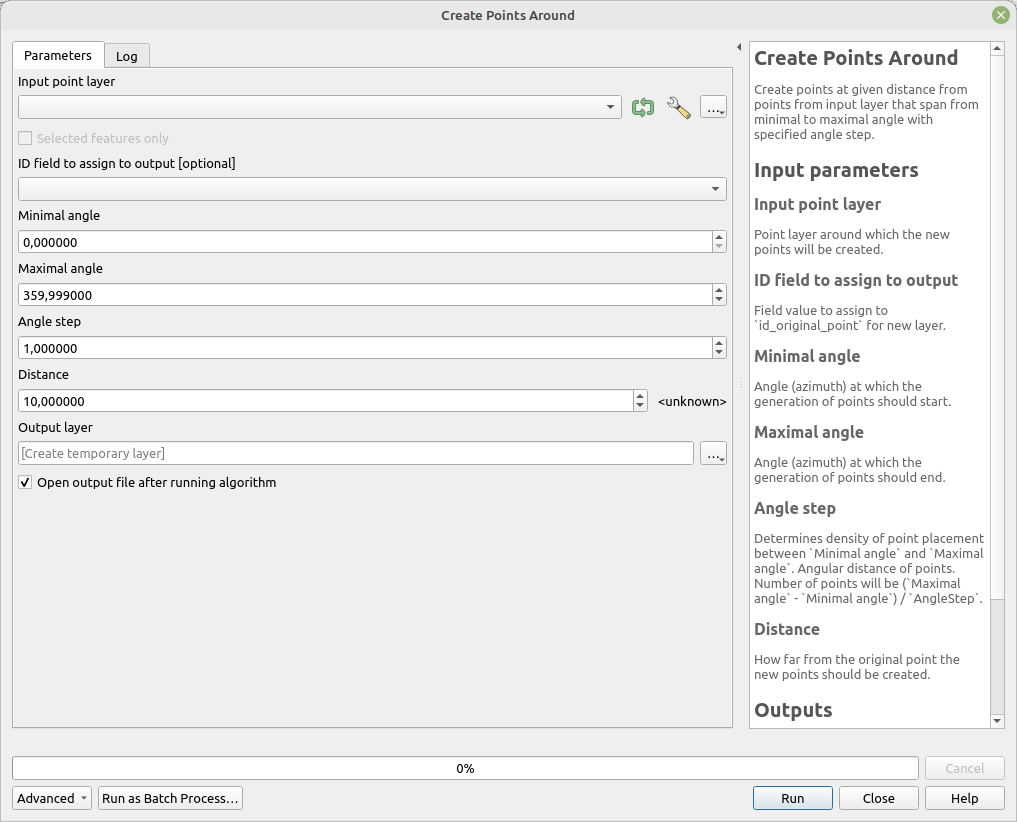 Create Points Around
Parameters
Log
Input point layer
...
Selected features only
ID field to assign to output [optional]
Minimal angle
0,000000
Maximal angle
359,999000
Angle step
1,000000
Distance
10,000000
<unknown>
Output layer
[Create temporary layer]
...
Open output file after running algorithm
Create Points Around
Create points at given distance from
points from input layer that span from
minimal to maximal angle with
specified angle step.
Input parameters
Input point layer
Point layer around which the new
points will be created.
ID field to assign to output
Field value to assign to
`id_original_point` for new layer.
Minimal angle
Angle (azimuth) at which the
generation of points should start.
Maximal angle
Angle (azimuth) at which the
generation of points should end.
Angle step
Determines density of point placement
between `Minimal angle` and `Maximal
angle`. Angular distance of points.
Number of points will be (`Maximal
angle` - `Minimal angle`) / `AngleStep`.
Distance
How far from the original point the
new points should be created.
Outputs
0%
Cancel
Advanced
Run as Batch Process...
Run
Close
Help